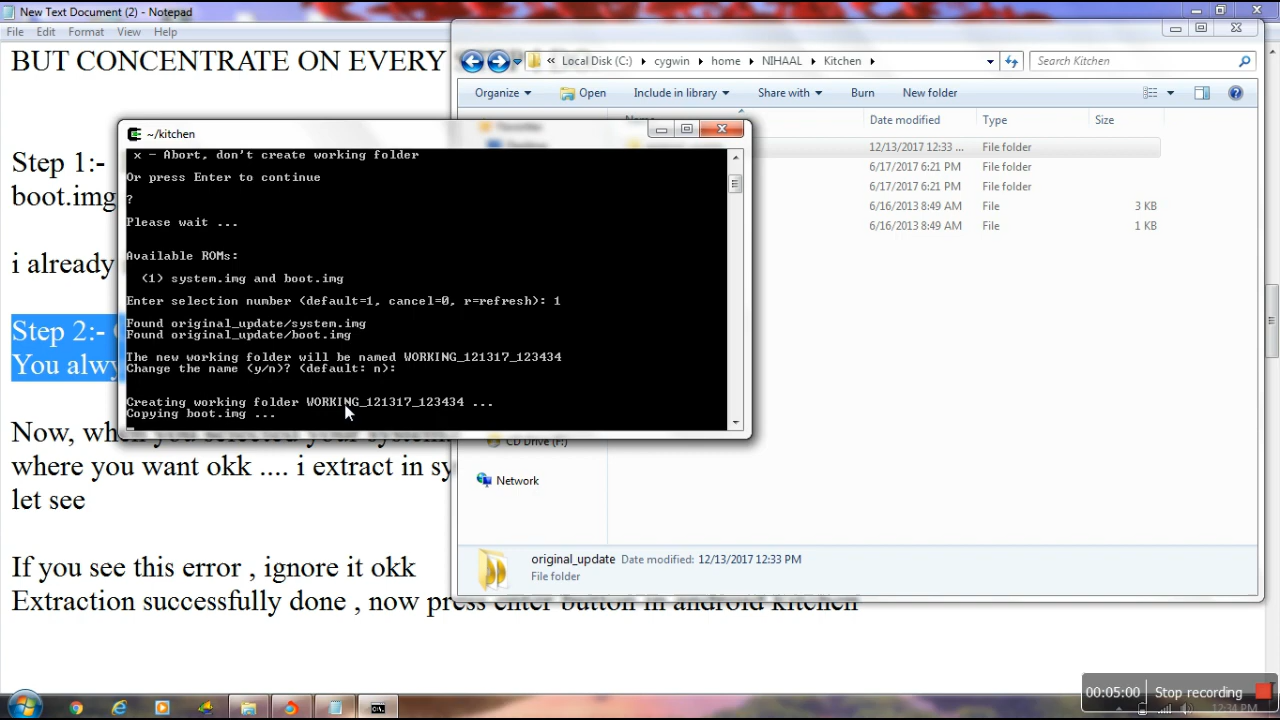 New Text Document (2) - Notepad
File Edit Format View Help
BUT CONCENTRATE ON EVERY
Step 1:-
boot.img
i already
Step 2:-
You alwy
Now, when you selected your system.
where you want okk .... i extract in sy
let see
If you see this error , ignore it okk
Extraction successfully done , now press enter button in android kitchen
« Local Disk (C:) cygwin home NIHAAL Kitchen
Search Kitchen
Organize Open Include in library Share with Burn New folder
Date modified Type Size
12/13/2017 12:33 ... File folder
6/17/2017 6:21 PM File folder
6/17/2017 6:21 PM File folder
6/16/2013 8:49 AM File 3 KB
6/16/2013 8:49 AM File 1 KB
CD Drive (F:)
Network
original_update Date modified: 12/13/2017 12:33 PM
File folder
~/kitchen
x - Abort, don't create working folder
Or press Enter to continue
?
Please wait ...
Available ROMs:
(1) system.img and boot.img
Enter selection number (default=1, cancel=0, r=refresh): 1
Found original_update/system.img
Found original_update/boot.img
The new working folder will be named WORKING_121317_123434
Change the name (y/n)? (default: n):
Creating working folder WORKING_121317_123434 ...
Copying boot.img ...
00:05:00 Stop recording
12:34 PM